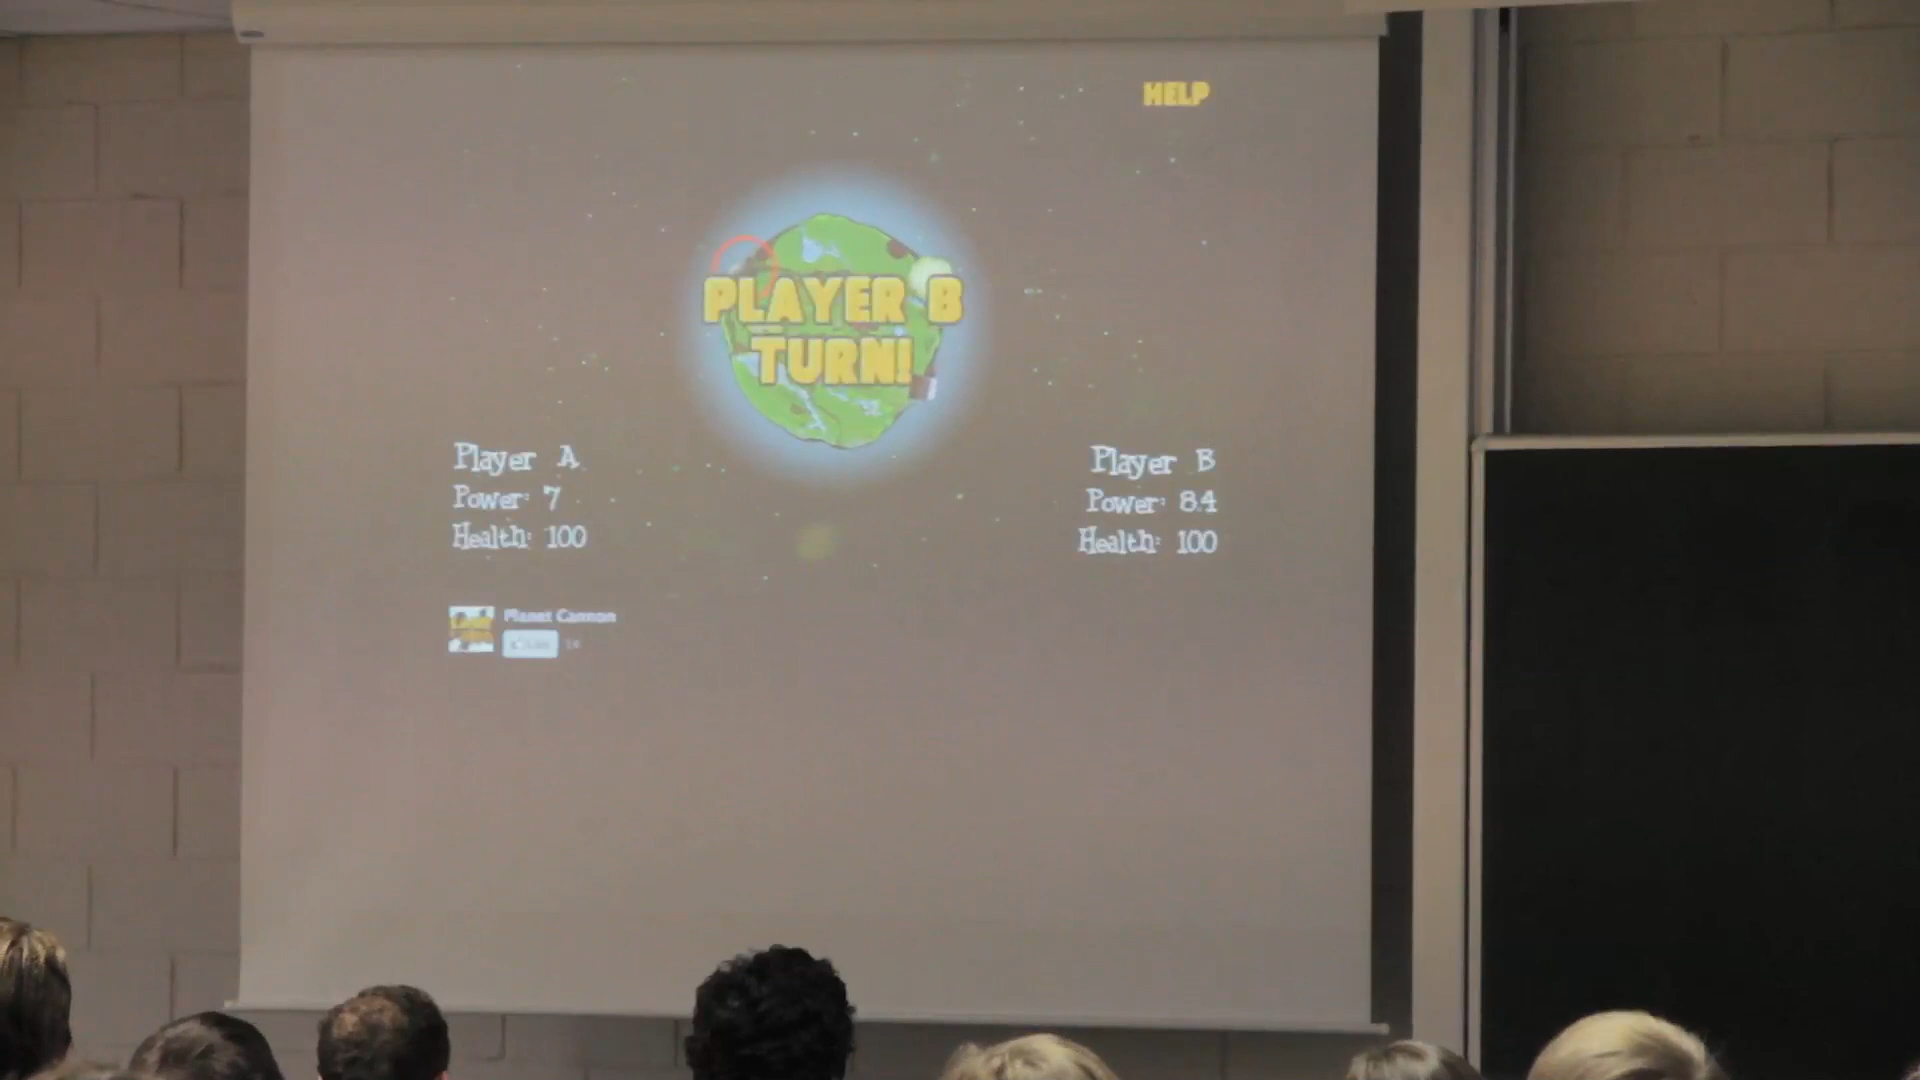 HELP
PLAYER B
TURN!
Player A
Power: 7
Health: 100
Player B
Power: 8.4
Health: 100
Planet Cannon